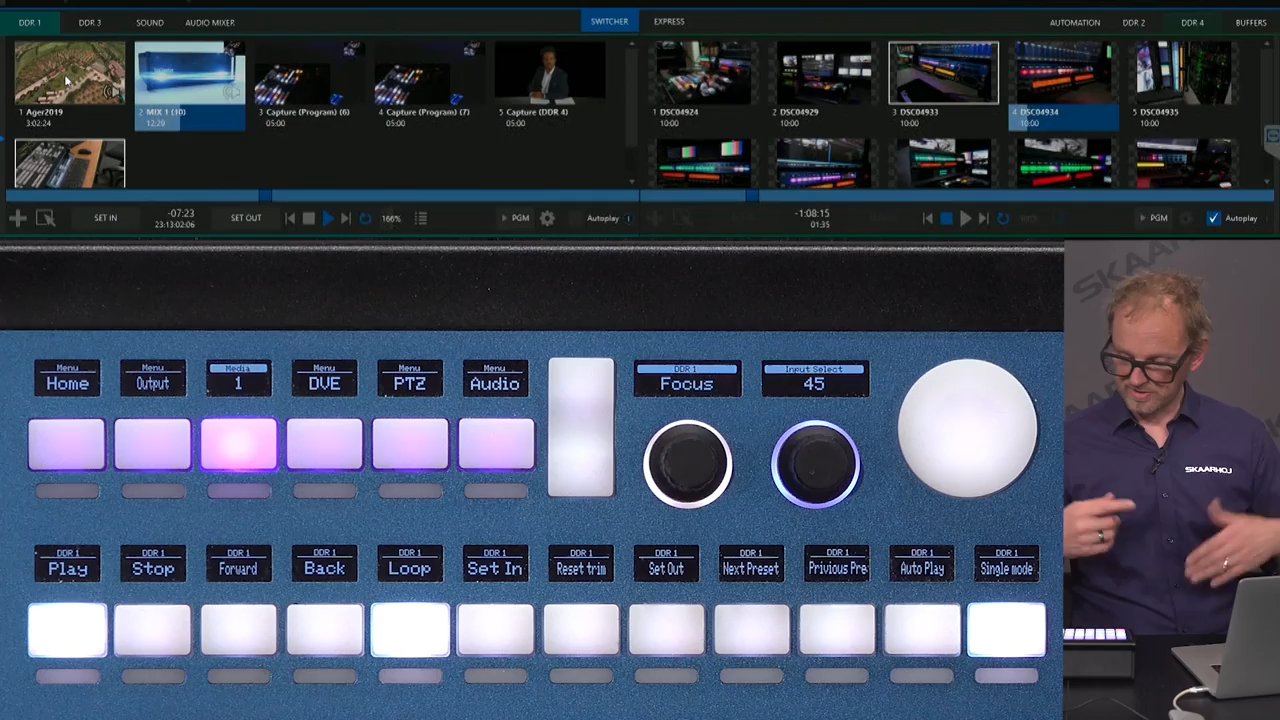 DDR 1 DDR 3 SOUND AUDIO MIXER SWITCHER EXPRESS AUTOMATION DDR 2 DDR 4 BUFFERS
1 Ager2019 2 MIX 1 (10) 3 Capture (Program) (6) 4 Capture (Program) (7) 5 Capture (DDR 4) 1 DSC04924 2 DSC04929 3 DSC04933 4 DSC04934 5 DSC04935
3:02:24 12:29 05:00 05:00 05:00 10:00 10:00 10:00 10:00 10:00
SET IN -07:23 SET OUT 166% PGM Autoplay -1:08:15 PGM Autoplay
23:13:02:06 01:35
SKAARHOJ
Menu Menu Media Menu Menu Menu DDR 1 Input Select
Home Output 1 DVE PTZ Audio Focus 45
SKAARHOJ
DDR 1 DDR 1 DDR 1 DDR 1 DDR 1 DDR 1 DDR 1 DDR 1 DDR 1 DDR 1 DDR 1 DDR 1
Play Stop Forward Back Loop Set In Reset trim Set Out Next Preset Privious Pre Auto Play Single mode